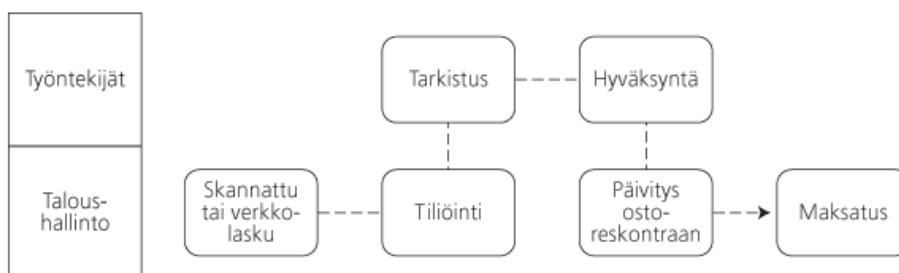 Työntekijät
Tarkistus
Hyväksyntä
Talous-
hallinto
Skannattu
tai verkko-
lasku
Tiliöinti
Päivitys
osto-
reskontraan
Maksatus